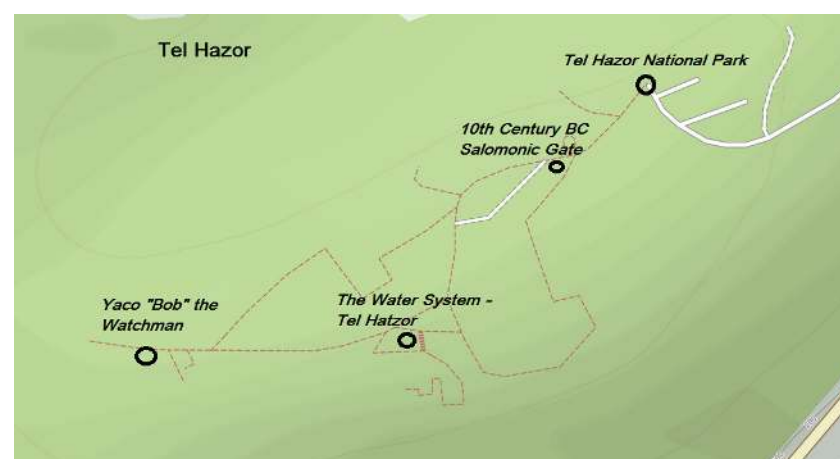 Tel Hazor
Tel Hazor National Park
10th Century BC
Salomonic Gate
The Water System -
Tel Hatzor
Yaco "Bob" the
Watchman